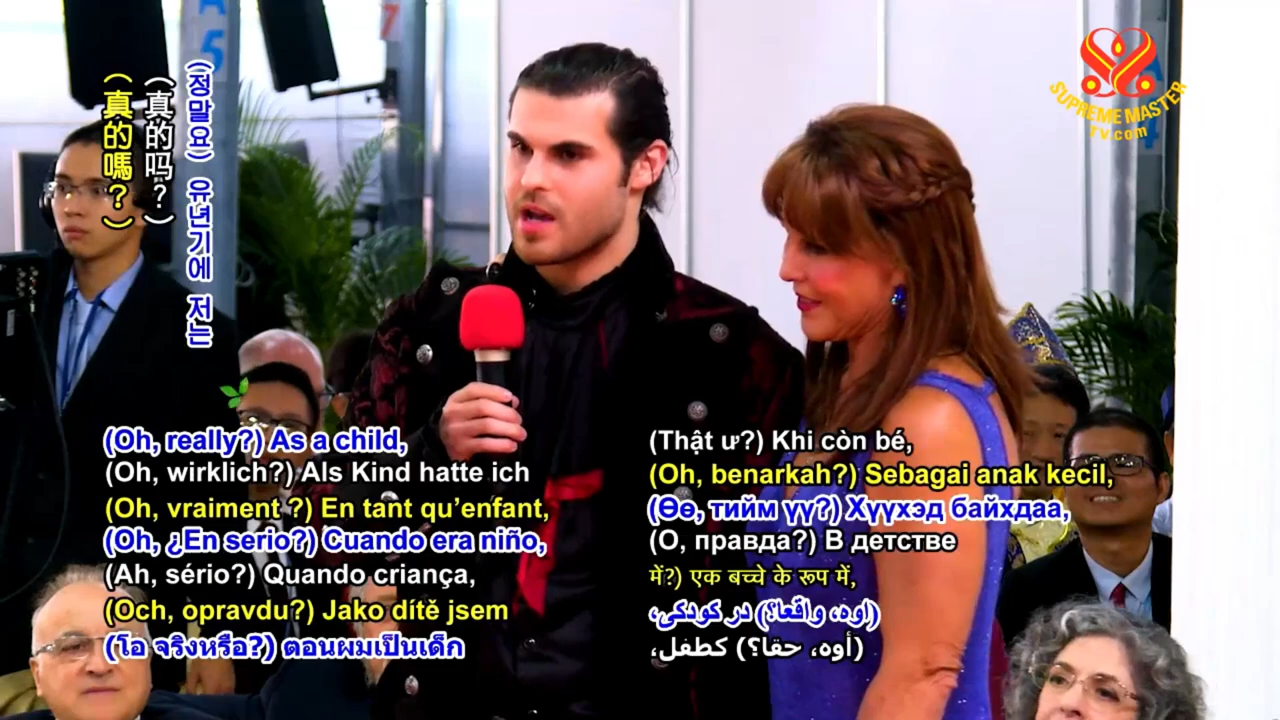 A
5
7
SUPREME MASTER
TV.com
(真的嗎？)
(真的吗？)
(정말요) 유년기에 저는
(Oh, really?) As a child,
(Oh, wirklich?) Als Kind hatte ich
(Oh, vraiment ?) En tant qu’enfant,
(Oh, ¿En serio?) Cuando era niño,
(Ah, sério?) Quando criança,
(Och, opravdu?) Jako dítě jsem
(โอ จริงหรือ?) ตอนผมเป็นเด็ก
(Thật ư?) Khi còn bé,
(Oh, benarkah?) Sebagai anak kecil,
(Өө, тийм үү?) Хүүхэд байхдаа,
(О, правда?) В детстве
में?) एक बच्चे के रूप में,
(اوه، واقعا؟) در کودکی،
(أوه، حقا؟) كطفل،